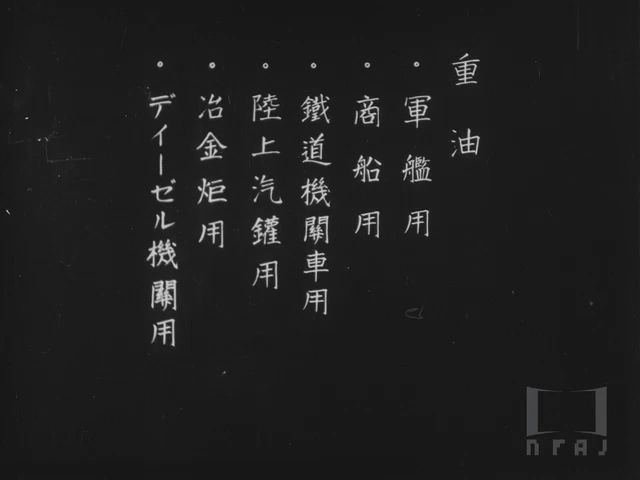 重油
。軍艦用
。商船用
。鐵道機關車用
。陸上汽罐用
。冶金炬用
。ディーゼル機關用
NFAJ